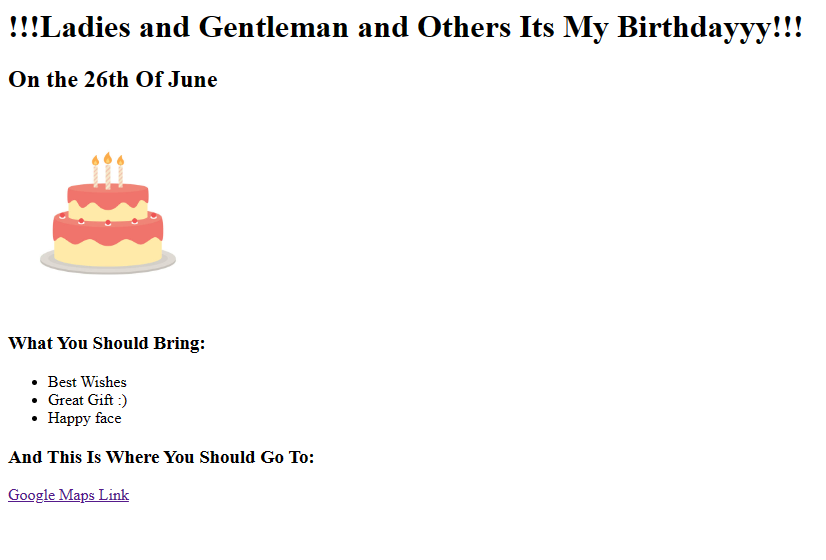 !!!Ladies and Gentleman and Others Its My Birthdayyy!!!
On the 26th Of June
What You Should Bring:
Best Wishes
Great Gift :)
Happy face
And This Is Where You Should Go To:
Google Maps Link